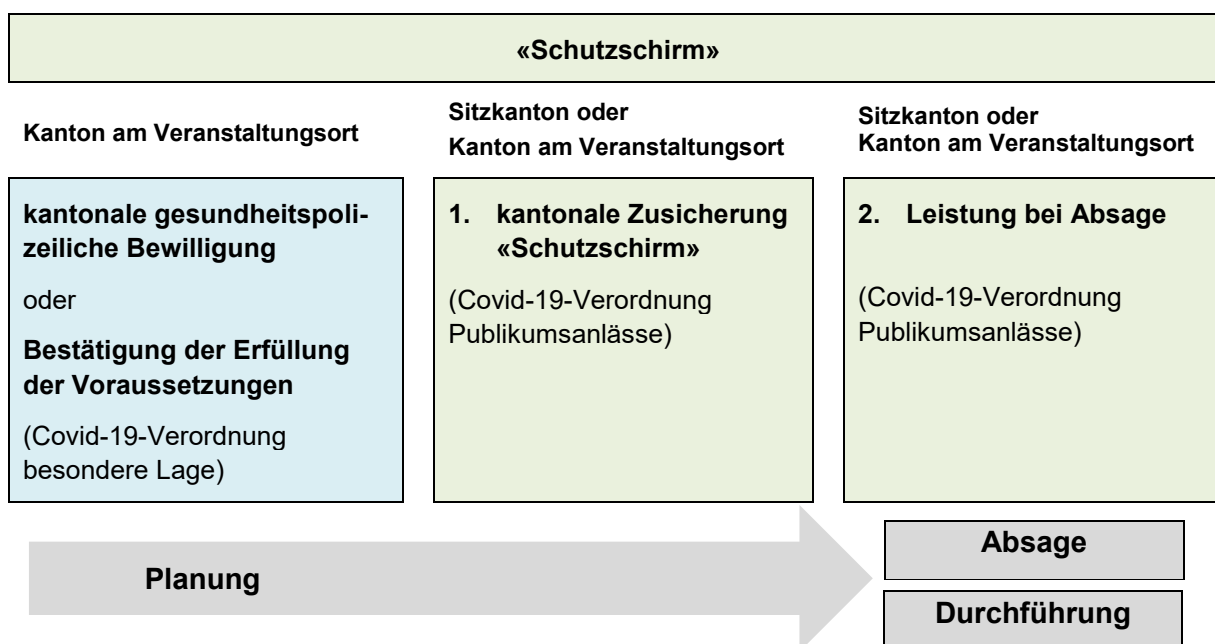 «Schutzschirm»
Kanton am Veranstaltungsort
Sitzkanton oder
Kanton am Veranstaltungsort
Sitzkanton oder
Kanton am Veranstaltungsort
kantonale gesundheitspoli-
zeiliche Bewilligung
oder
Bestätigung der Erfüllung
der Voraussetzungen
(Covid-19-Verordnung
besondere Lage)
1. kantonale Zusicherung
«Schutzschirm»
(Covid-19-Verordnung
Publikumsanlässe)
2. Leistung bei Absage
(Covid-19-Verordnung
Publikumsanlässe)
Planung
Absage
Durchführung